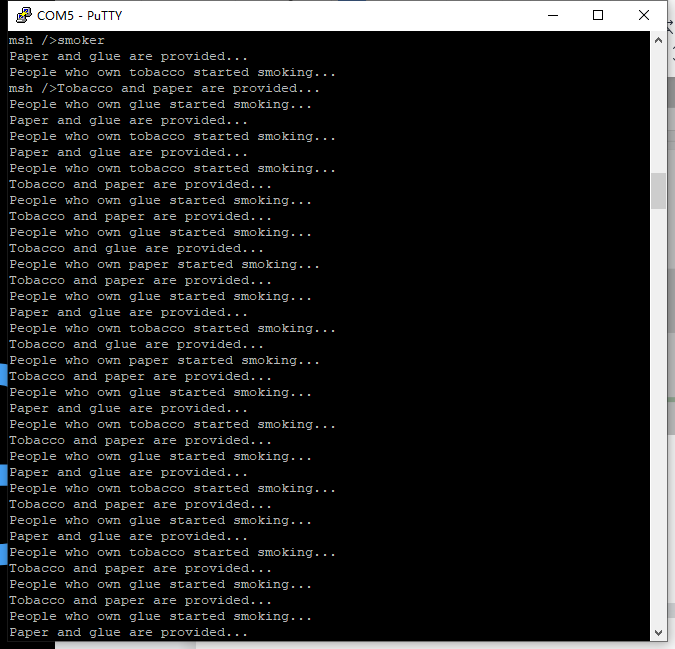 COM5 - PuTTY
msh />smoker
Paper and glue are provided...
People who own tobacco started smoking...
msh />Tobacco and paper are provided...
People who own glue started smoking...
Paper and glue are provided...
People who own tobacco started smoking...
Paper and glue are provided...
People who own tobacco started smoking...
Tobacco and paper are provided...
People who own glue started smoking...
Tobacco and paper are provided...
People who own glue started smoking...
Tobacco and glue are provided...
People who own paper started smoking...
Tobacco and paper are provided...
People who own glue started smoking...
Paper and glue are provided...
People who own tobacco started smoking...
Tobacco and glue are provided...
People who own paper started smoking...
Tobacco and paper are provided...
People who own glue started smoking...
Paper and glue are provided...
People who own tobacco started smoking...
Tobacco and paper are provided...
People who own glue started smoking...
Paper and glue are provided...
People who own tobacco started smoking...
Tobacco and paper are provided...
People who own glue started smoking...
Paper and glue are provided...
People who own tobacco started smoking...
Tobacco and paper are provided...
People who own glue started smoking...
Tobacco and paper are provided...
People who own glue started smoking...
Paper and glue are provided...